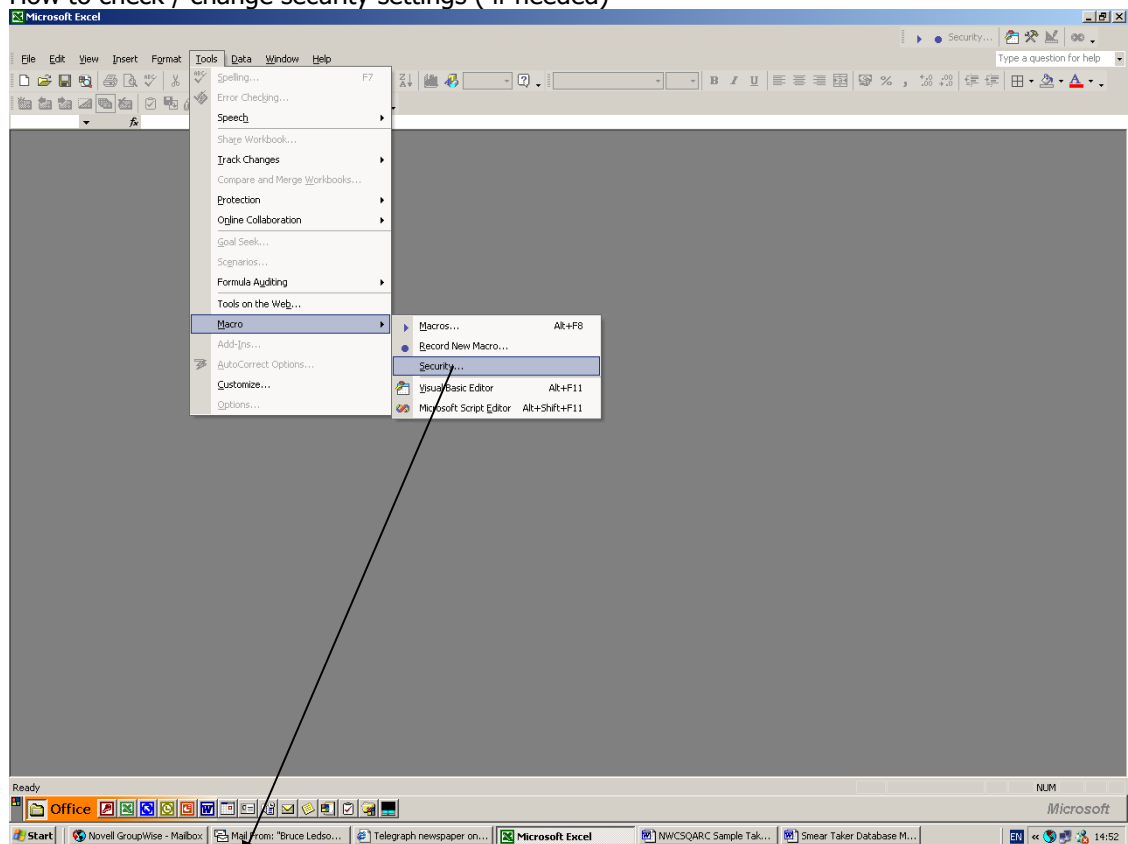 How to check / change security settings ( if needed)
Microsoft Excel
Security...
File Edit View Insert Format Tools Data Window Help
Type a question for help
Spelling... F7
Error Checking...
Speech
Share Workbook...
Track Changes
Compare and Merge Workbooks...
Protection
Online Collaboration
Goal Seek...
Scenarios...
Formula Auditing
Tools on the Web...
Macro
Add-Ins...
AutoCorrect Options...
Customize...
Options...
Macros... Alt+F8
Record New Macro...
Security...
Visual Basic Editor Alt+F11
Microsoft Script Editor Alt+Shift+F11
Ready
NUM
Office
Microsoft
Start Novell GroupWise - Mailbox Mail From: "Bruce Ledso... Telegraph newspaper on... Microsoft Excel NWCSQARC Sample Tak... Smear Taker Database M... EN « 14:52